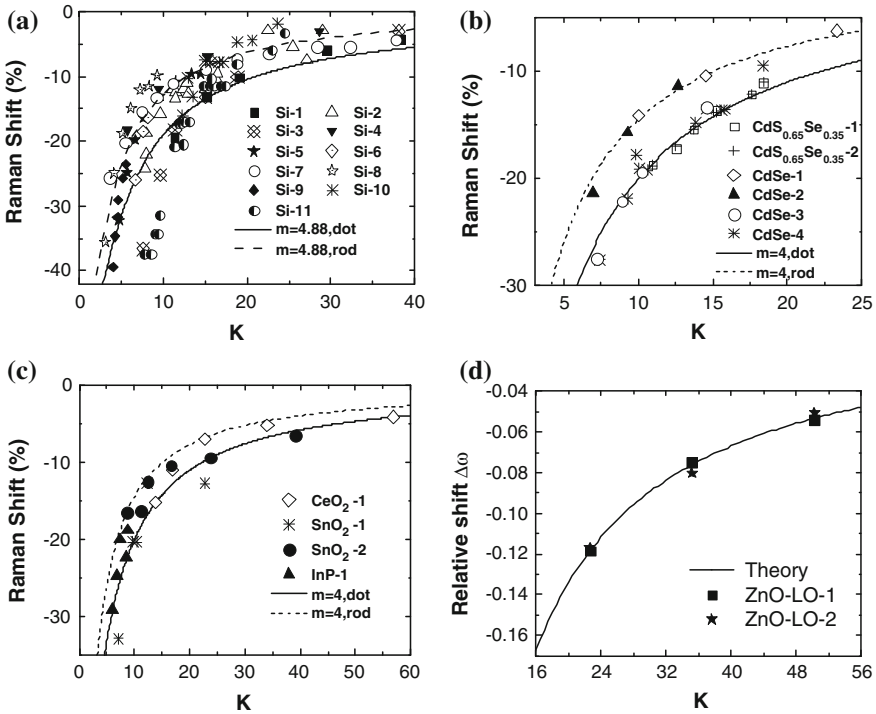 (a)
Raman Shift (%)
0
-10
-20
-30
-40
0 10 20 30 40
K
Si-1 Si-2
Si-3 Si-4
Si-5 Si-6
Si-7 Si-8
Si-9 Si-10
Si-11
m=4.88,dot
m=4.88,rod
(b)
Raman Shift (%)
-10
-20
-30
5 10 15 20 25
K
CdS0.65Se0.35-1
CdS0.65Se0.35-2
CdSe-1
CdSe-2
CdSe-3
CdSe-4
m=4,dot
m=4,rod
(c)
Raman Shift (%)
0
-10
-20
-30
0 10 20 30 40 50 60
K
CeO2-1
SnO2-1
SnO2-2
InP-1
m=4,dot
m=4,rod
(d)
Relative shift Δω
-0.04
-0.06
-0.08
-0.10
-0.12
-0.14
-0.16
16 24 32 40 48 56
K
Theory
ZnO-LO-1
ZnO-LO-2